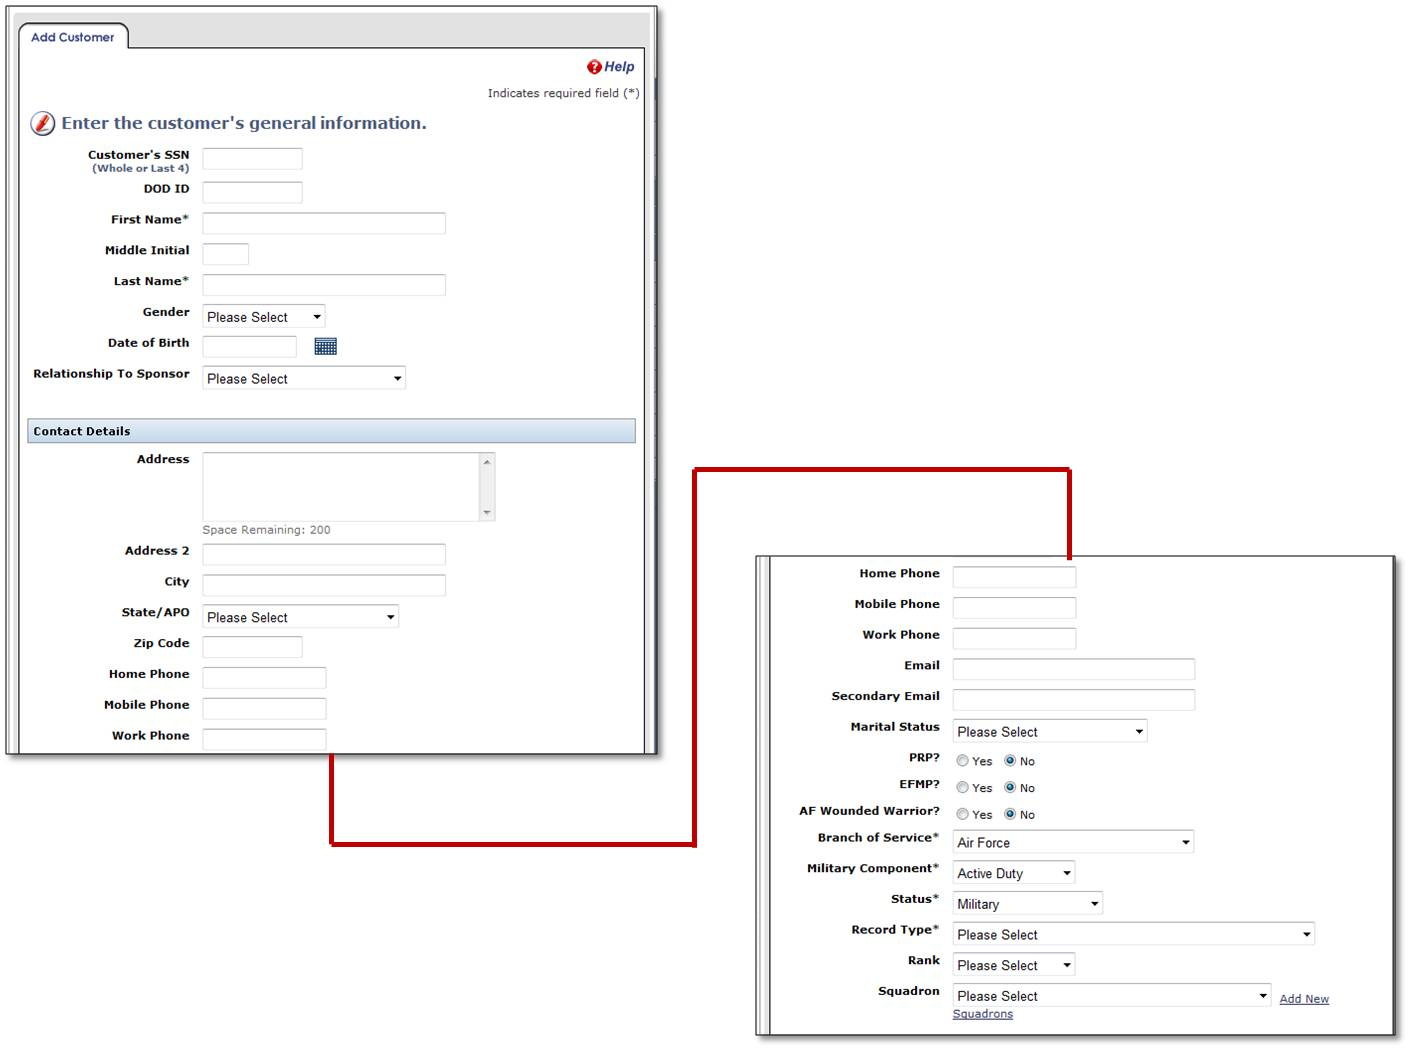 Add Customer
Help
Indicates required field (*)
Enter the customer's general information.
Customer's SSN
(Whole or Last 4)
DOD ID
First Name*
Middle Initial
Last Name*
Gender Please Select
Date of Birth
Relationship To Sponsor Please Select
Contact Details
Address
Space Remaining: 200
Address 2
City
State/APO Please Select
Zip Code
Home Phone
Mobile Phone
Work Phone
Home Phone
Mobile Phone
Work Phone
Email
Secondary Email
Marital Status Please Select
PRP? Yes No
EFMP? Yes No
AF Wounded Warrior? Yes No
Branch of Service* Air Force
Military Component* Active Duty
Status* Military
Record Type* Please Select
Rank Please Select
Squadron Please Select Add New
Squadrons